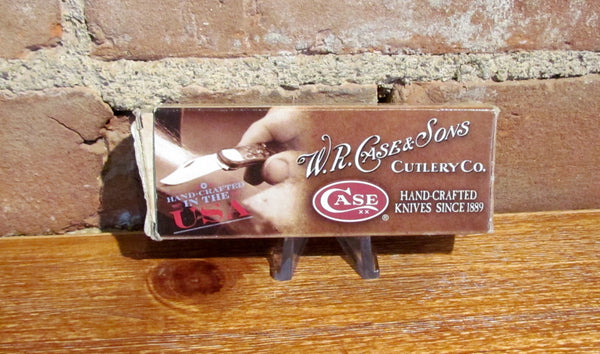 W.R. CASE & SONS
CUTLERY CO.
CASE
XX
®
HAND-CRAFTED
KNIVES SINCE 1889
HAND-CRAFTED
IN THE
USA